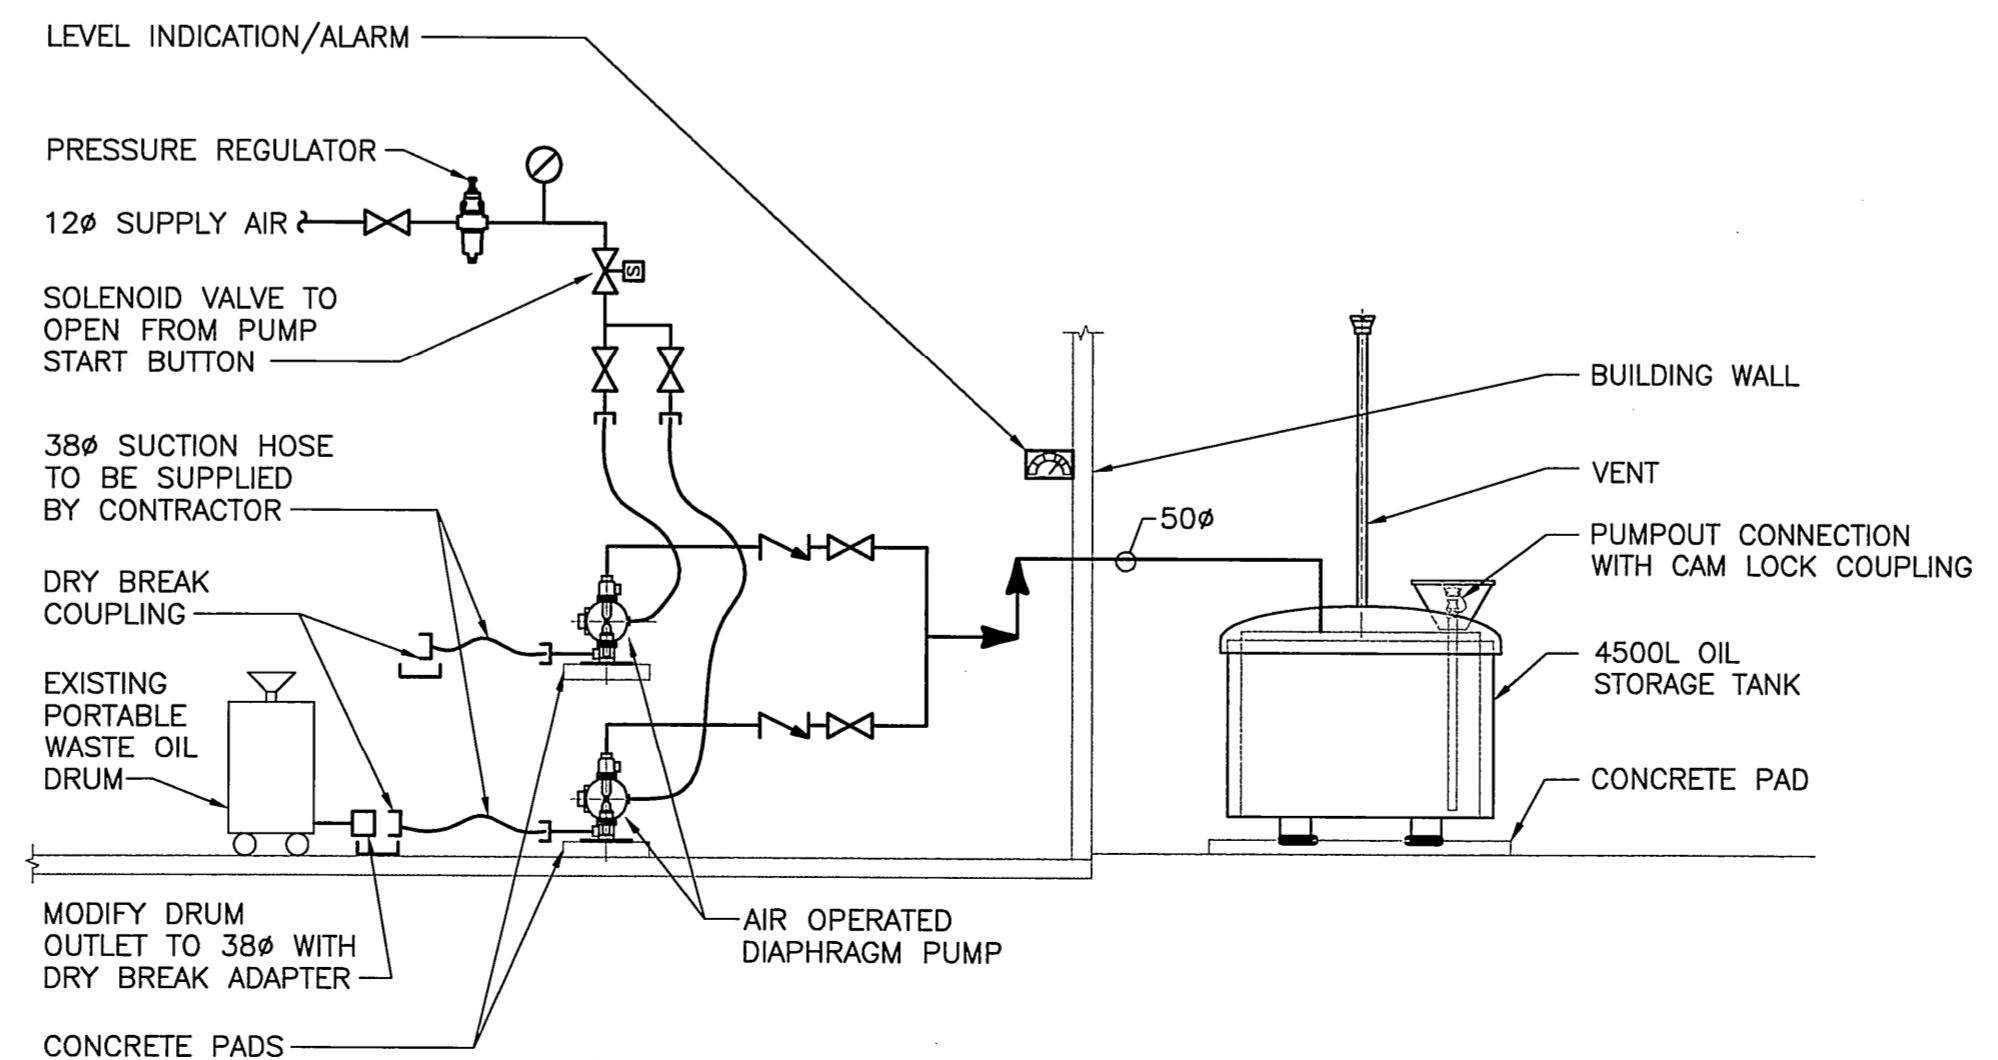 LEVEL INDICATION/ALARM
PRESSURE REGULATOR
12ø SUPPLY AIR
S
SOLENOID VALVE TO
OPEN FROM PUMP
START BUTTON
38ø SUCTION HOSE
TO BE SUPPLIED
BY CONTRACTOR
DRY BREAK
COUPLING
EXISTING
PORTABLE
WASTE OIL
DRUM
MODIFY DRUM
OUTLET TO 38ø WITH
DRY BREAK ADAPTER
CONCRETE PADS
AIR OPERATED
DIAPHRAGM PUMP
50ø
BUILDING WALL
VENT
PUMPOUT CONNECTION
WITH CAM LOCK COUPLING
4500L OIL
STORAGE TANK
CONCRETE PAD